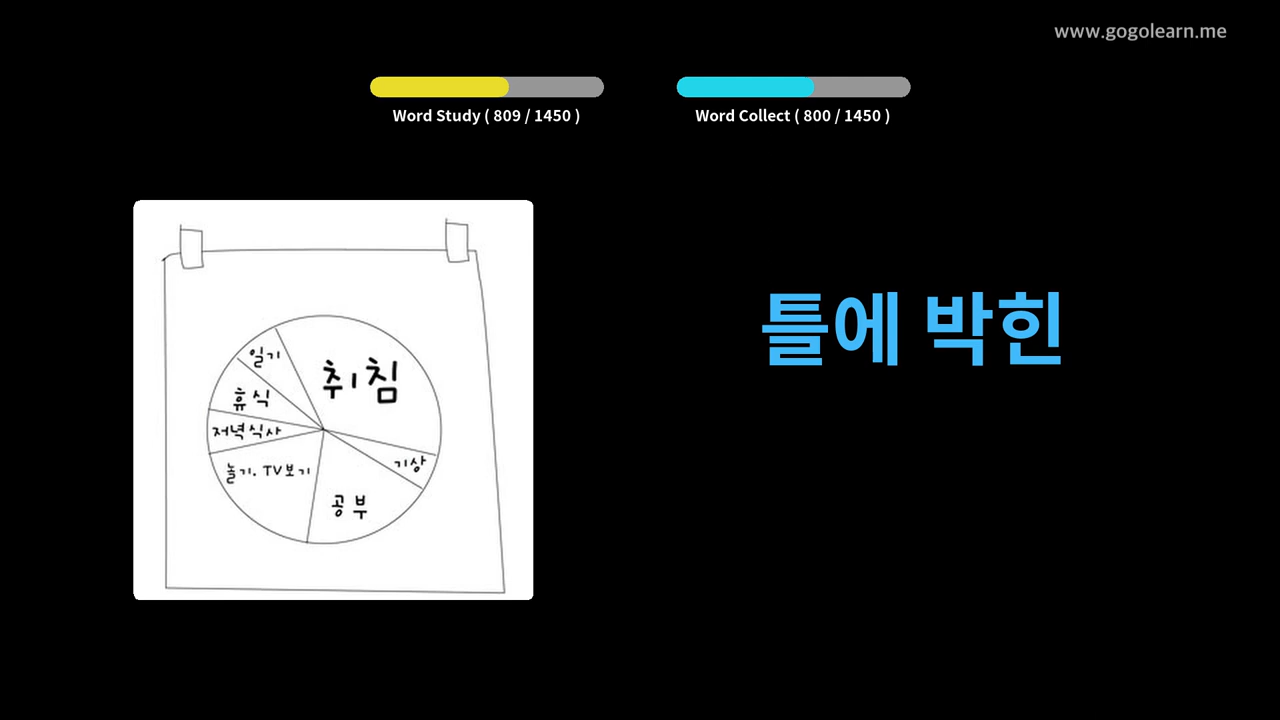 www.gogolearn.me
Word Study ( 809 / 1450 )
Word Collect ( 800 / 1450 )
일기
취침
휴식
저녁식사
기상
놀기. TV보기
공부
틀에 박힌